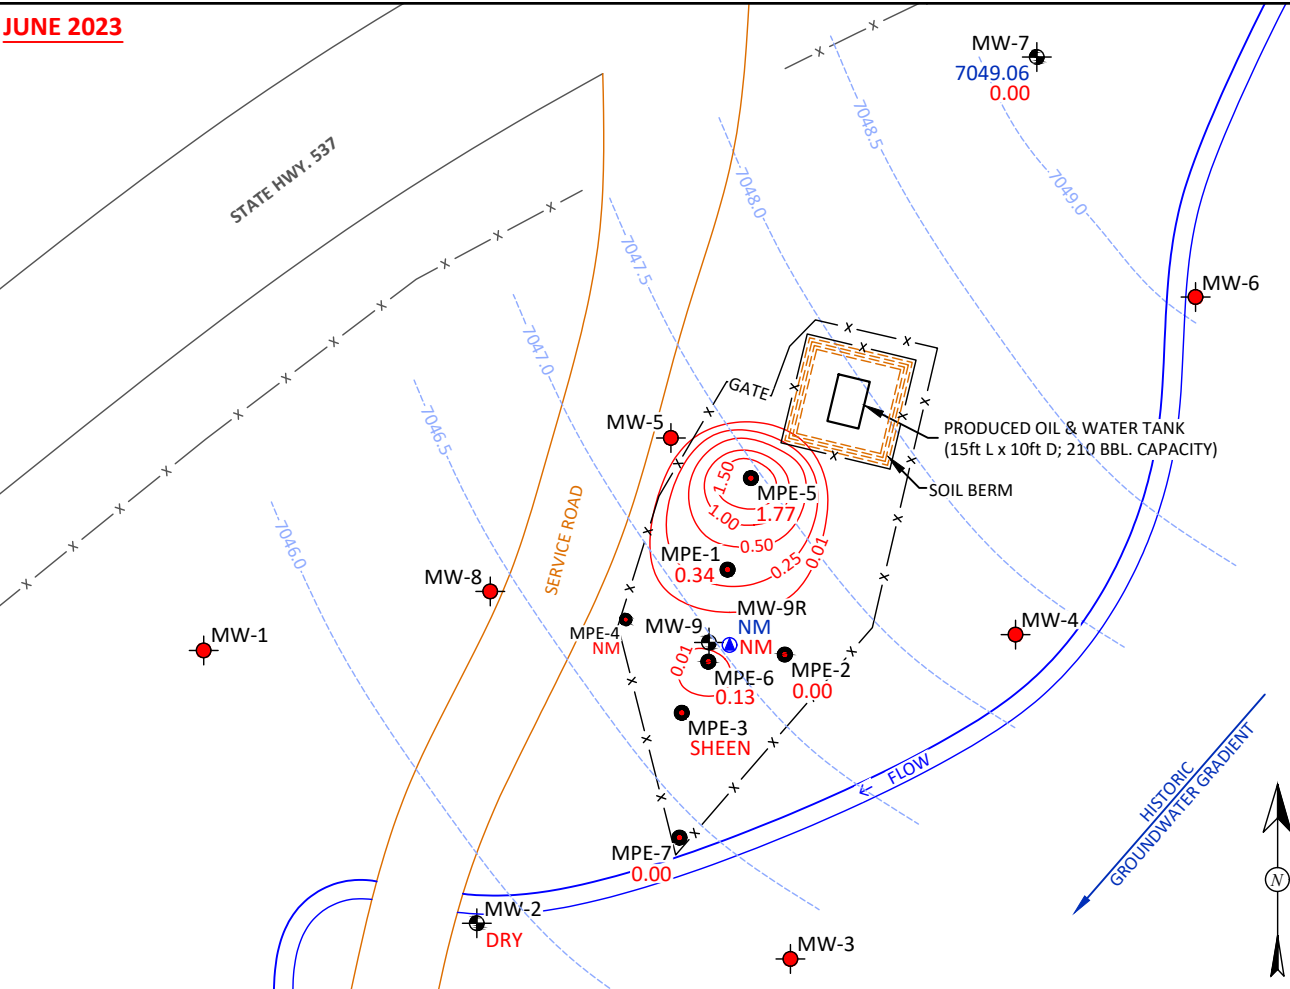 JUNE 2023
MW-7
7049.06
0.00
7048.5
STATE HWY. 537
7048.0
7049.0
7047.5
MW-6
7047.0
GATE
MW-5
7046.5
PRODUCED OIL & WATER TANK
(15ft L x 10ft D; 210 BBL. CAPACITY)
SOIL BERM
1.50
MPE-5
1.77
1.00
0.50
0.25
0.01
MPE-1
0.34
SERVICE ROAD
7046.0
MW-8
MW-1
MPE-4
NM
MW-9
MW-9R
NM
NM
MW-4
0.01
MPE-6
0.13
MPE-2
0.00
MPE-3
SHEEN
FLOW
HISTORIC
GROUNDWATER GRADIENT
MPE-7
0.00
N
MW-2
DRY
MW-3